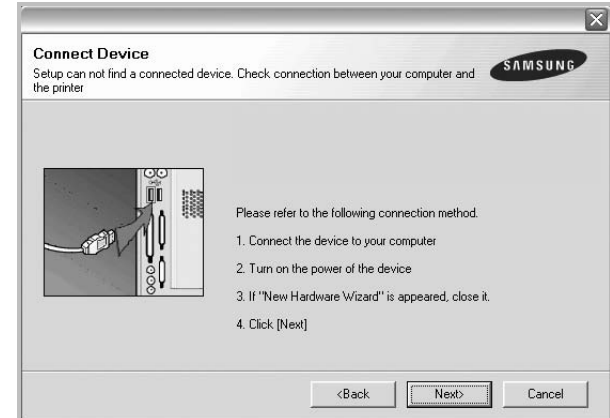 Connect Device
Setup can not find a connected device. Check connection between your computer and
the printer
SAMSUNG
Please refer to the following connection method.
1. Connect the device to your computer
2. Turn on the power of the device
3. If "New Hardware Wizard" is appeared, close it.
4. Click [Next]
<Back
Next>
Cancel